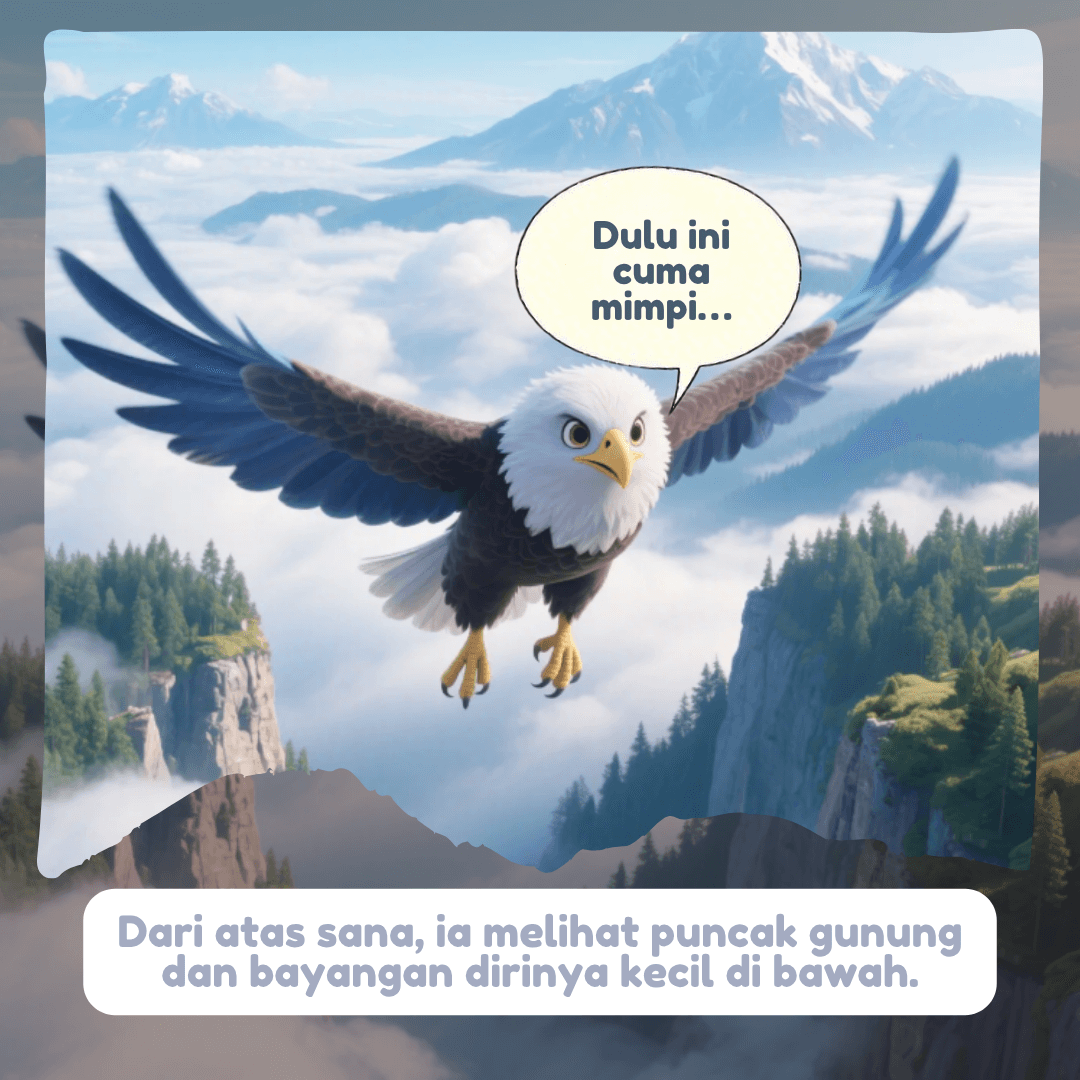 Dulu ini
cuma
mimpi...
Dari atas sana, ia melihat puncak gunung
dan bayangan dirinya kecil di bawah.